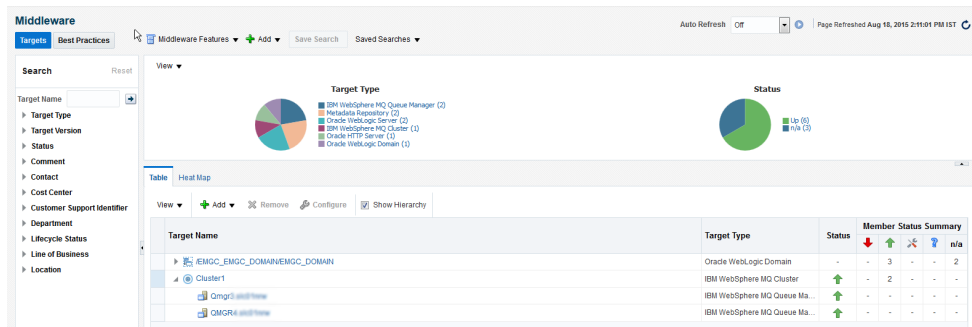 Middleware
Auto Refresh Off Page Refreshed Aug 18, 2015 2:11:01 PM IST
Targets Best Practices Middleware Features Add Save Search Saved Searches
Search Reset
Target Name
Target Type
Target Version
Status
Comment
Contact
Cost Center
Customer Support Identifier
Department
Lifecycle Status
Line of Business
Location
View
Target Type
IBM WebSphere MQ Queue Manager (2)
Metadata Repository (2)
Oracle WebLogic Server (2)
IBM WebSphere MQ Cluster (1)
Oracle HTTP Server (1)
Oracle WebLogic Domain (1)
Status
Up (6)
n/a (3)
Table Heat Map
View Add Remove Configure Show Hierarchy
Target Name Target Type Status Member Status Summary
n/a
/EMGC_EMGC_DOMAIN/EMGC_DOMAIN Oracle WebLogic Domain - - 3 - - 2
Cluster1 IBM WebSphere MQ Cluster - 2 - - -
IBM WebSphere MQ Queue Ma... - - - - -
IBM WebSphere MQ Queue Ma... - - - - -